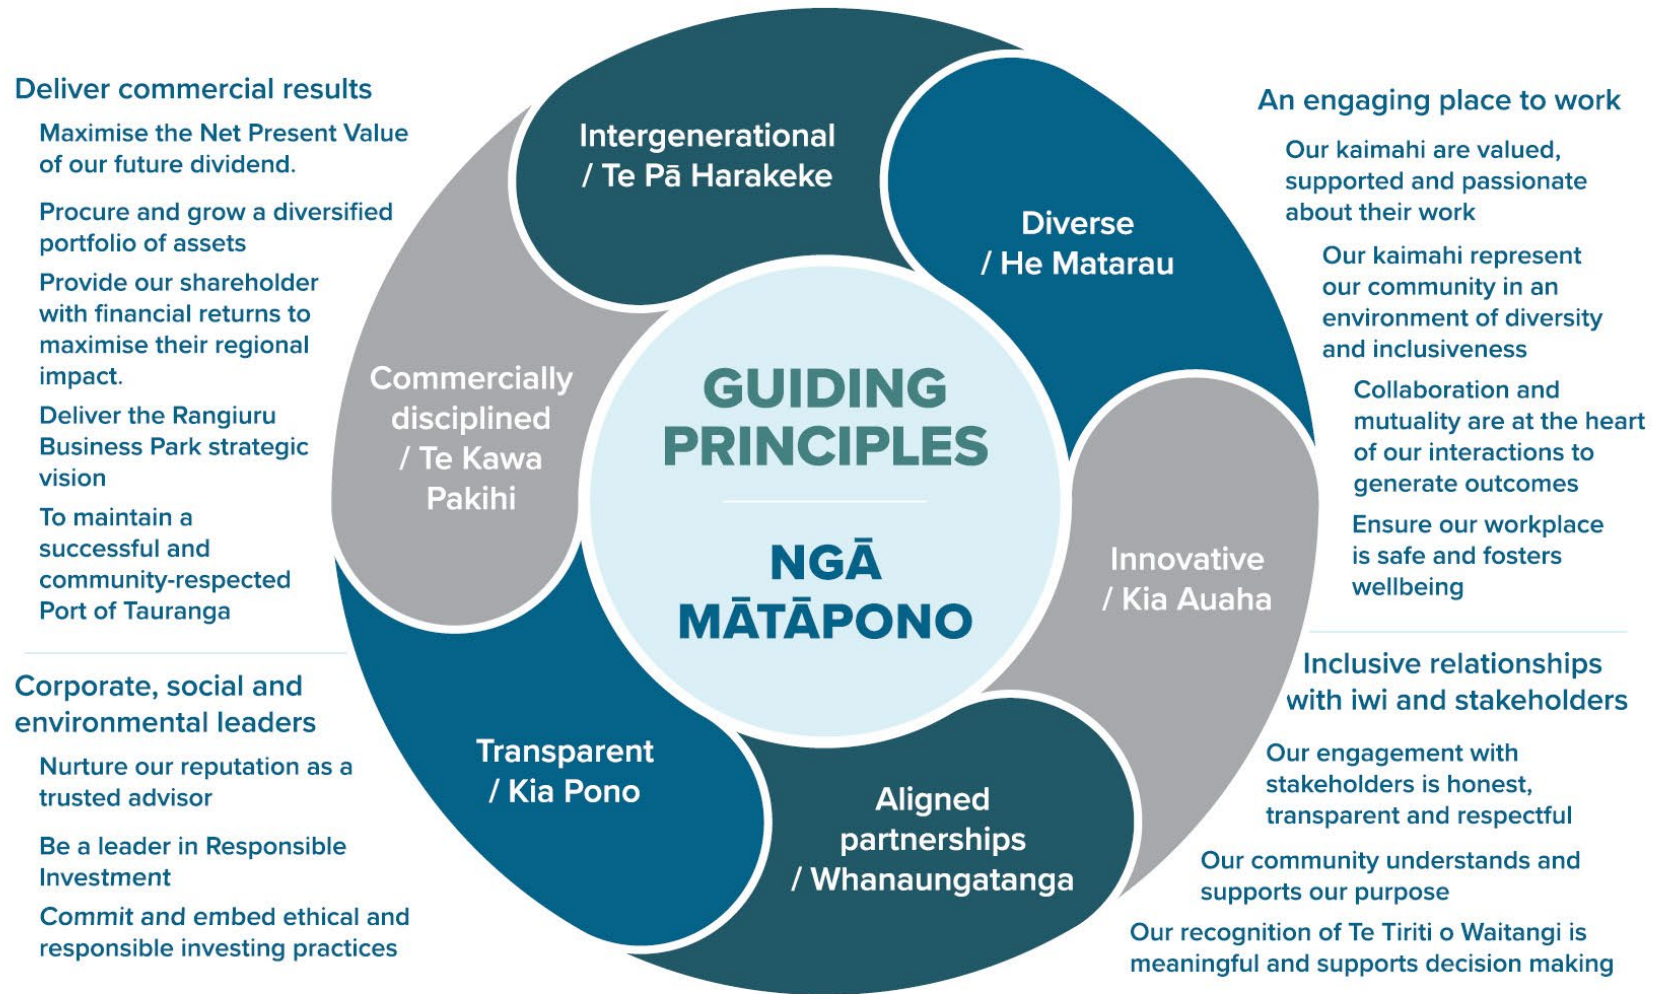 Deliver commercial results
Maximise the Net Present Value
of our future dividend.
Procure and grow a diversified
portfolio of assets
Provide our shareholder
with financial returns to
maximise their regional
impact.
Deliver the Rangiuru
Business Park strategic
vision
To maintain a
successful and
community-respected
Port of Tauranga
Corporate, social and
environmental leaders
Nurture our reputation as a
trusted advisor
Be a leader in Responsible
Investment
Commit and embed ethical and
responsible investing practices
Intergenerational
/ Te Pā Harakeke
Diverse
/ He Matarau
Commercially
disciplined
/ Te Kawa
Pakihi
GUIDING
PRINCIPLES
NGĀ
MĀTĀPONO
Innovative
/ Kia Auaha
Transparent
/ Kia Pono
Aligned
partnerships
/ Whanaungatanga
An engaging place to work
Our kaimahi are valued,
supported and passionate
about their work
Our kaimahi represent
our community in an
environment of diversity
and inclusiveness
Collaboration and
mutuality are at the heart
of our interactions to
generate outcomes
Ensure our workplace
is safe and fosters
wellbeing
Inclusive relationships
with iwi and stakeholders
Our engagement with
stakeholders is honest,
transparent and respectful
Our community understands and
supports our purpose
Our recognition of Te Tiriti o Waitangi is
meaningful and supports decision making